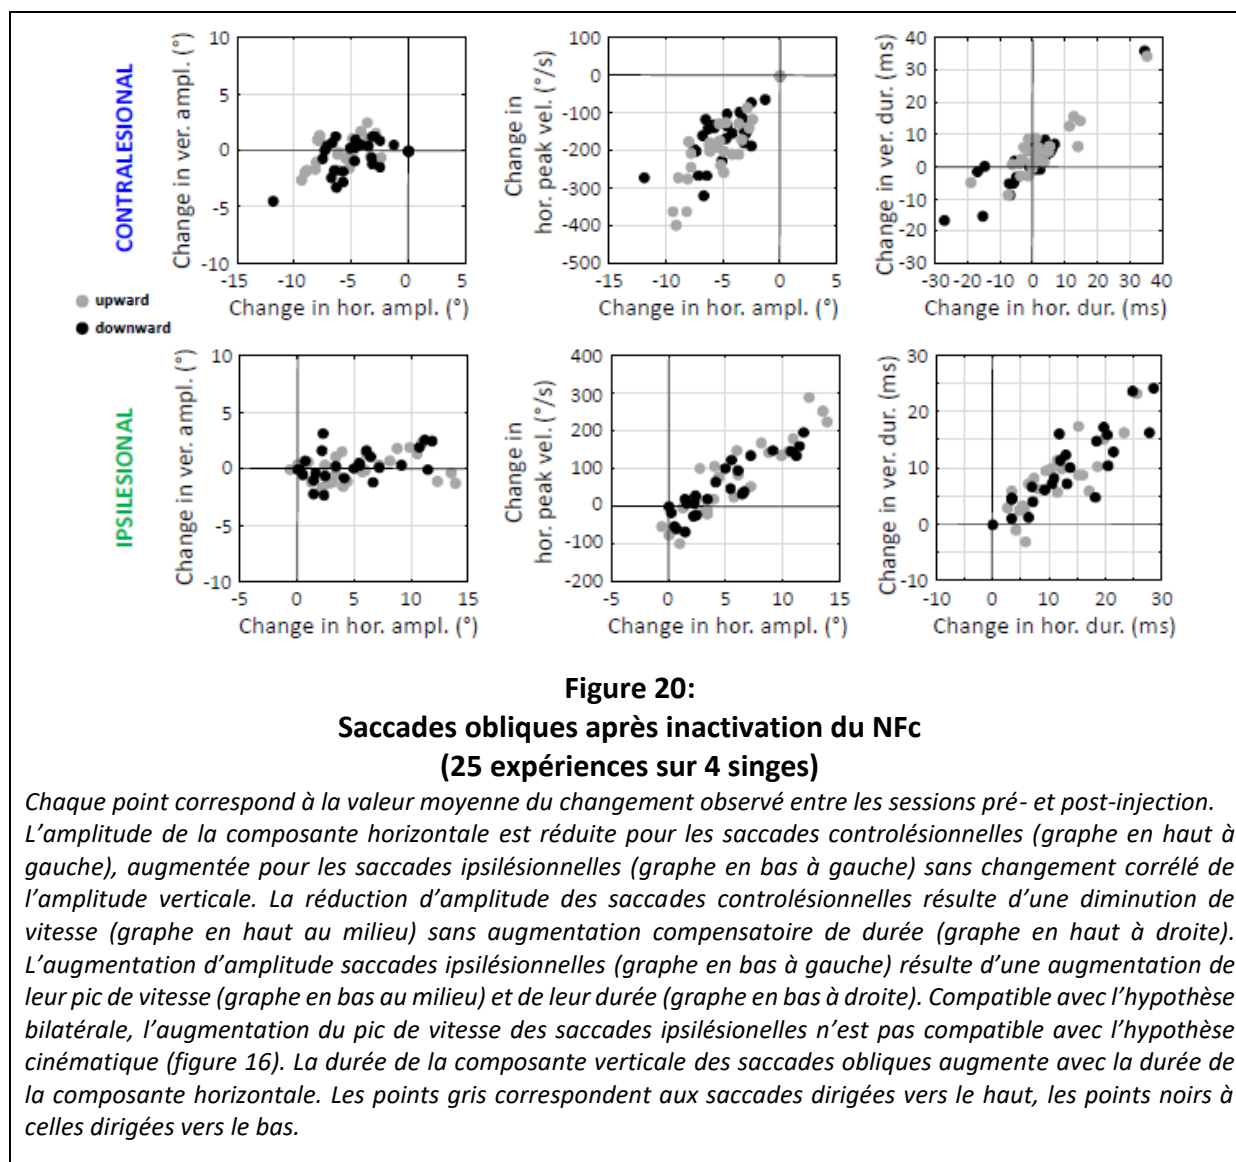 CONTRALESIONAL
Change in ver. ampl. (°)
10
5
0
-5
-10
-15 -10 -5 0 5
Change in hor. ampl. (°)
Change in
hor. peak vel. (°/s)
100
0
-100
-200
-300
-400
-500
-15 -10 -5 0 5
Change in hor. ampl. (°)
Change in ver. dur. (ms)
40
30
20
10
0
-10
-20
-30
-30 -20 -10 0 10 20 30 40
Change in hor. dur. (ms)
upward
downward
IPSILESIONAL
Change in ver. ampl. (°)
10
5
0
-5
-10
-5 0 5 10 15
Change in hor. ampl. (°)
Change in
hor. peak vel. (°/s)
400
300
200
100
0
-100
-200
-5 0 5 10 15
Change in hor. ampl. (°)
Change in ver. dur. (ms)
30
20
10
0
-10
-10 0 10 20 30
Change in hor. dur. (ms)
Figure 20:
Saccades obliques après inactivation du NFc
(25 expériences sur 4 singes)
Chaque point correspond à la valeur moyenne du changement observé entre les sessions pré- et post-injection.
L'amplitude de la composante horizontale est réduite pour les saccades controlésionnelles (graphe en haut à
gauche), augmentée pour les saccades ipsilésionnelles (graphe en bas à gauche) sans changement corrélé de
l'amplitude verticale. La réduction d'amplitude des saccades controlésionnelles résulte d'une diminution de
vitesse (graphe en haut au milieu) sans augmentation compensatoire de durée (graphe en haut à droite).
L'augmentation d'amplitude saccades ipsilésionnelles (graphe en bas à gauche) résulte d'une augmentation de
leur pic de vitesse (graphe en bas au milieu) et de leur durée (graphe en bas à droite). Compatible avec l'hypothèse
bilatérale, l'augmentation du pic de vitesse des saccades ipsilésionelles n'est pas compatible avec l'hypothèse
cinématique (figure 16). La durée de la composante verticale des saccades obliques augmente avec la durée de
la composante horizontale. Les points gris correspondent aux saccades dirigées vers le haut, les points noirs à
celles dirigées vers le bas.